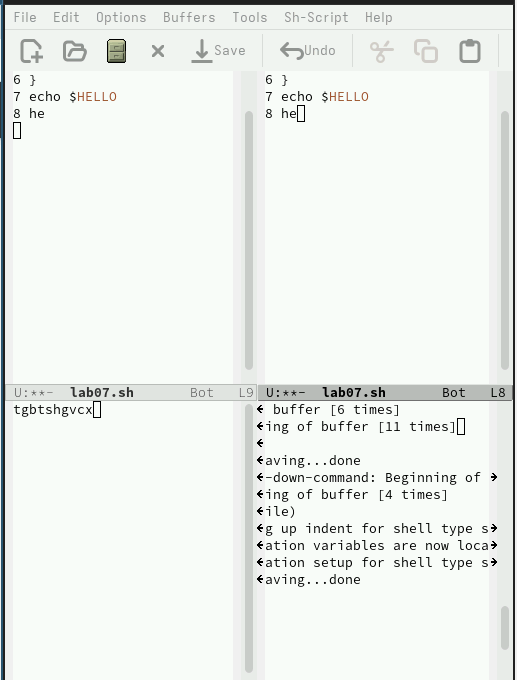 File Edit Options Buffers Tools Sh-Script Help
Save Undo
6 }
7 echo $HELLO
8 he
6 }
7 echo $HELLO
8 he
U:**- lab07.sh Bot L9
U:**- lab07.sh Bot L8
tgbtshgvcx
buffer [6 times]
ing of buffer [11 times]
aving...done
-down-command: Beginning of
ing of buffer [4 times]
ile)
g up indent for shell type s
ation variables are now loca
ation setup for shell type s
aving...done